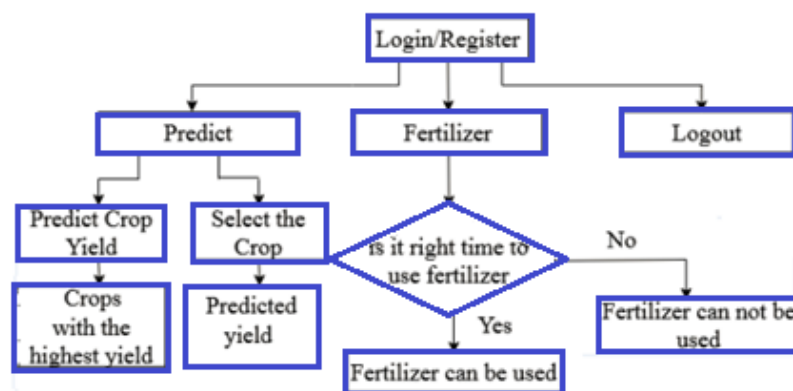 Login/Register
Predict
Fertilizer
Logout
Predict Crop
Yield
Select the
Crop
is it right time to
use fertilizer
No
Crops
with the
highest yield
Predicted
yield
Yes
Fertilizer can not be
used
Fertilizer can be used